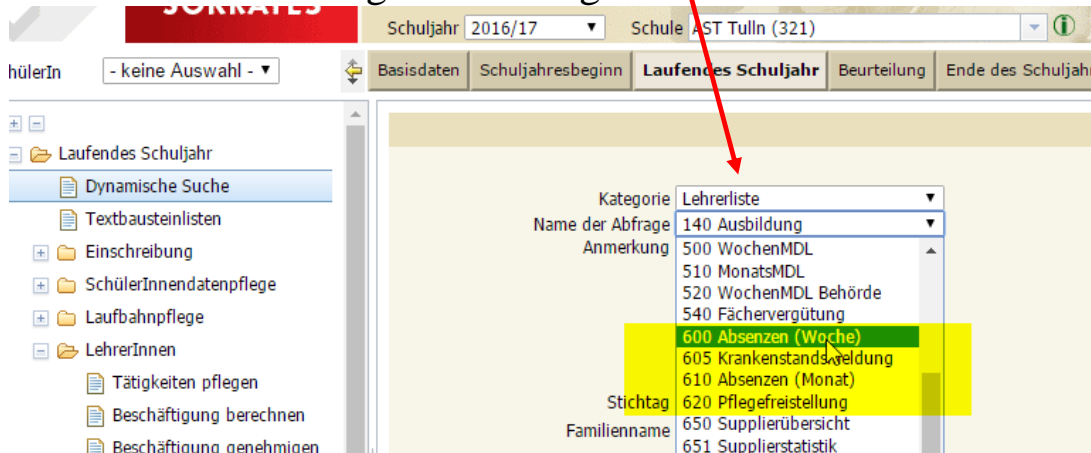 SOKRATES
Schuljahr 2016/17 Schule AST Tulln (321)
hülerIn - keine Auswahl -
Basisdaten Schuljahresbeginn Laufendes Schuljahr Beurteilung Ende des Schuljahr
Laufendes Schuljahr
Dynamische Suche
Textbausteinlisten
Einschreibung
SchülerInnendatenpflege
Laufbahnpflege
LehrerInnen
Tätigkeiten pflegen
Beschäftigung berechnen
Beschäftigung genehmigen
Kategorie Lehrerliste
Name der Abfrage 140 Ausbildung
Anmerkung 500 WochenMDL
510 MonatsMDL
520 WochenMDL Behörde
540 Fächervergütung
600 Absenzen (Woche)
605 Krankenstandsmeldung
610 Absenzen (Monat)
Stichtag 620 Pflegefreistellung
Familienname 650 Supplierübersicht
651 Supplierstatistik